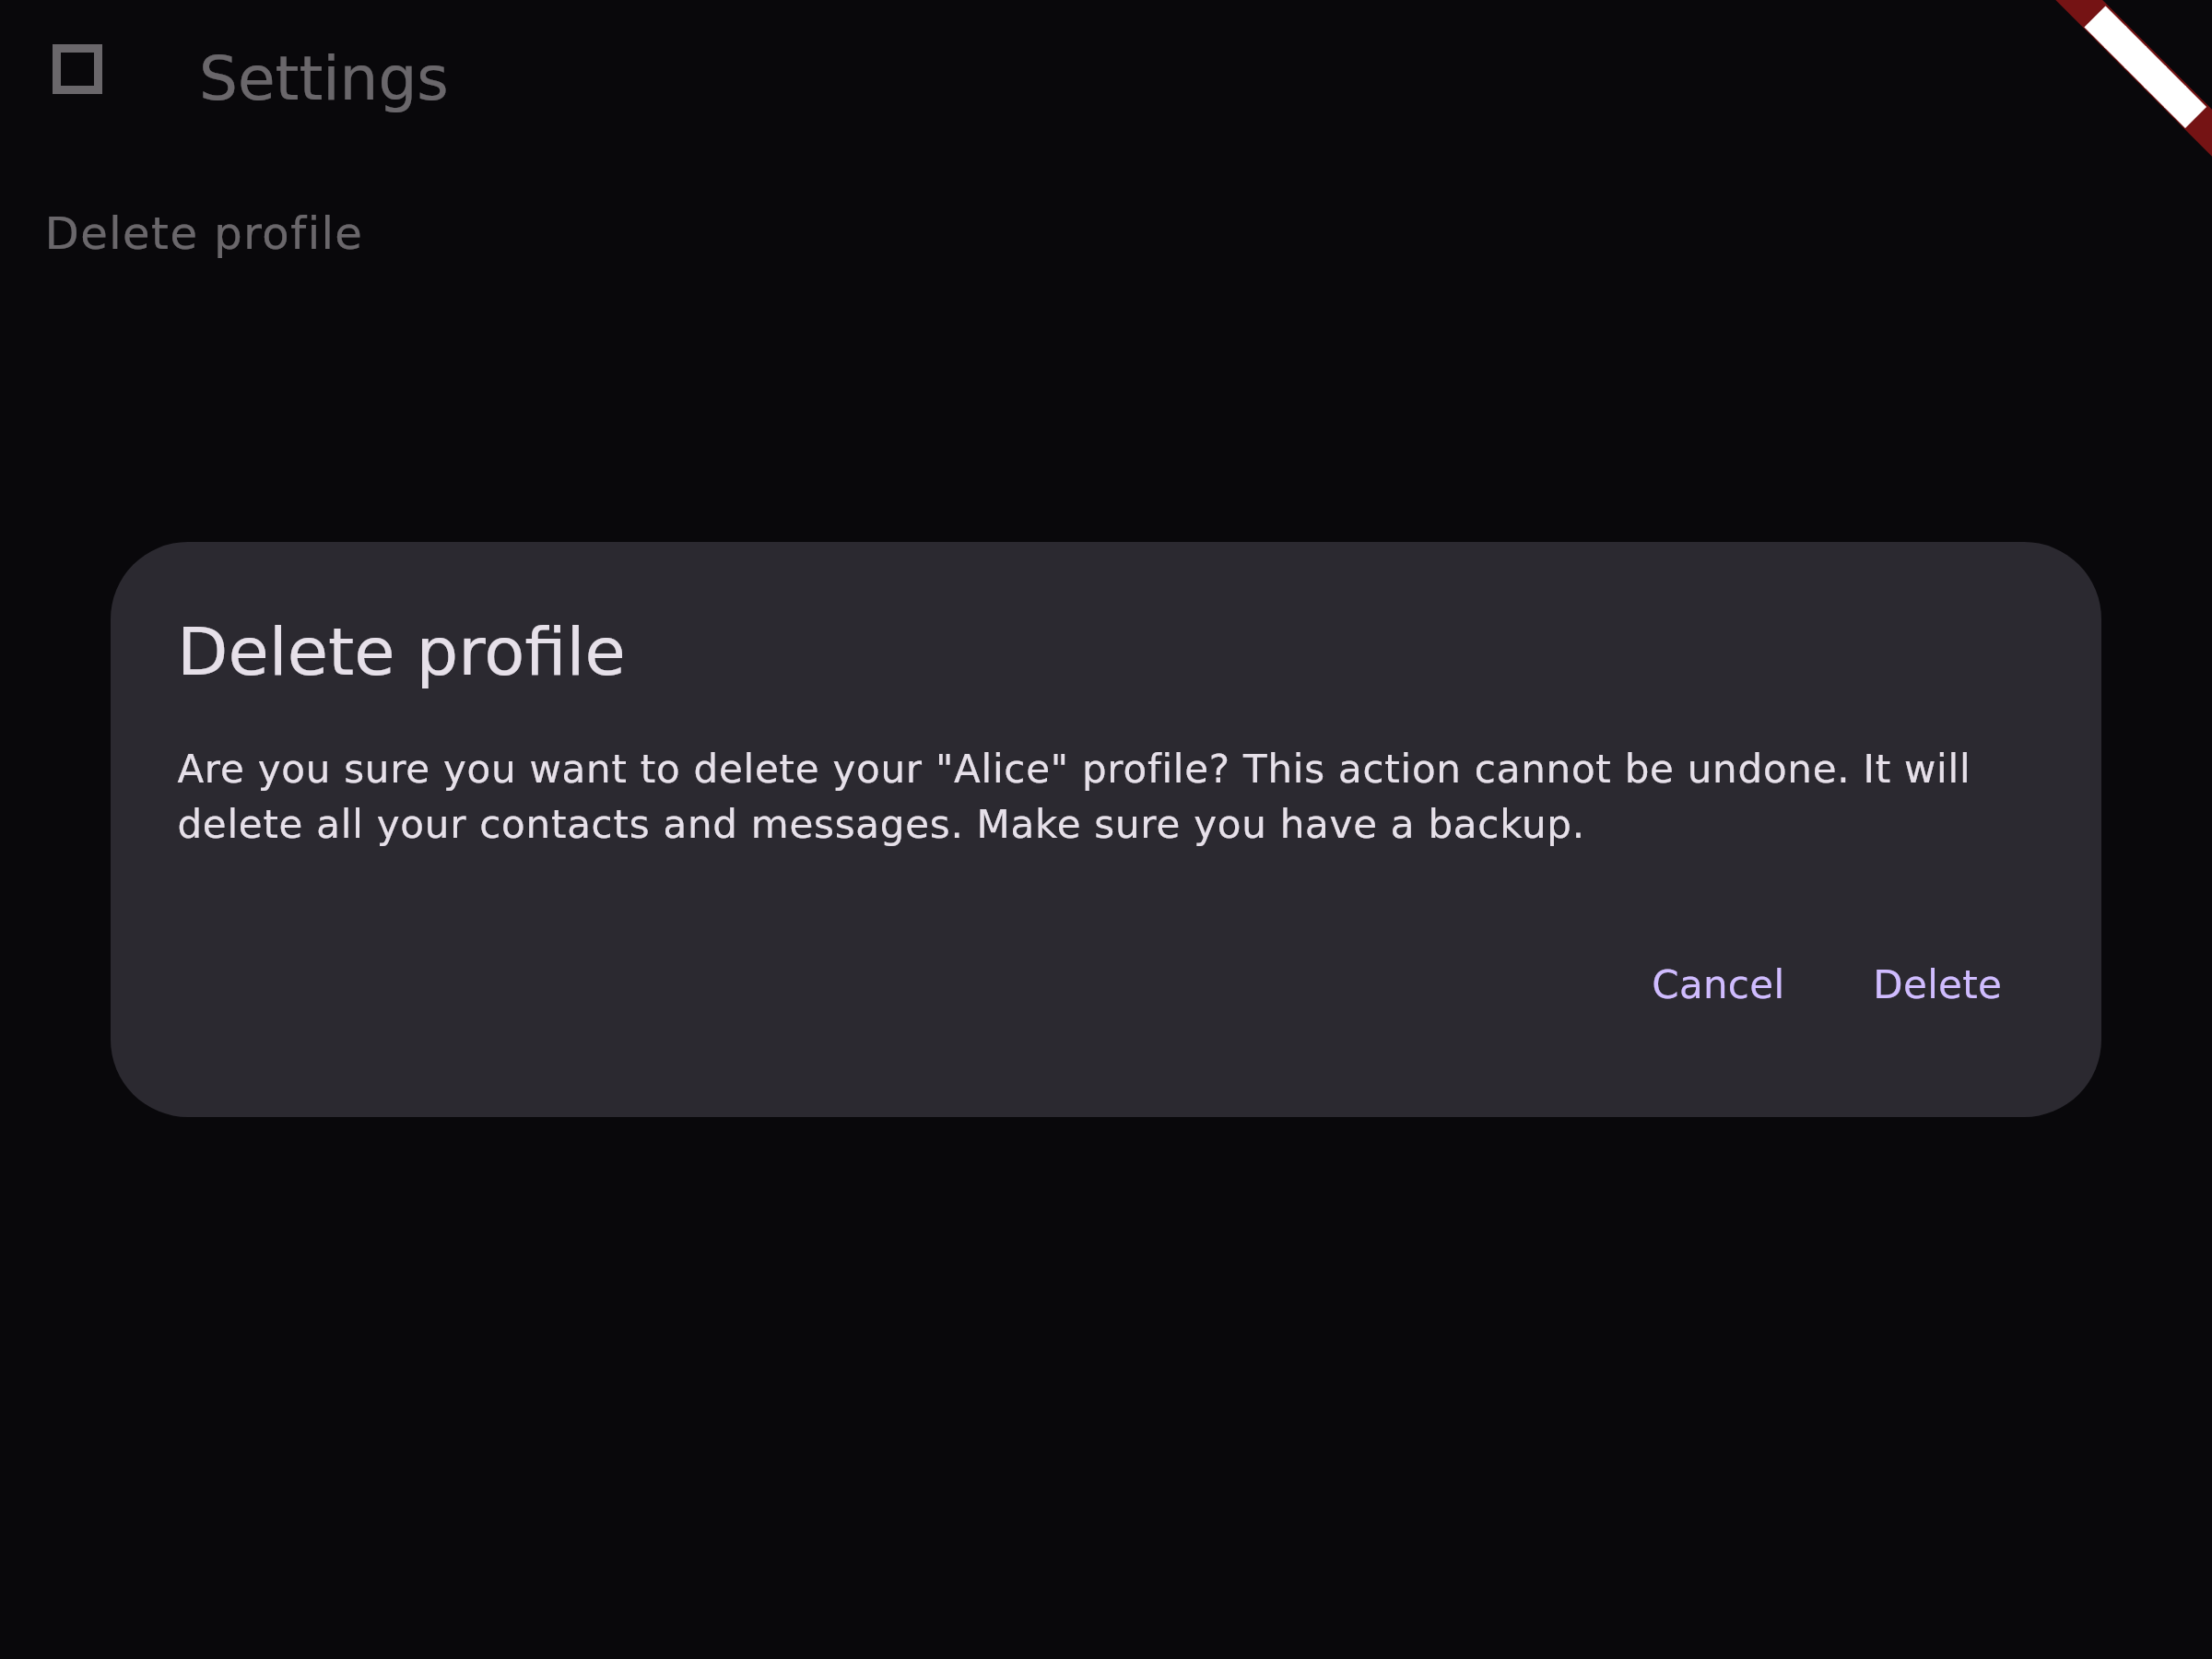 Settings
Delete profile
Delete profile
Are you sure you want to delete your "Alice" profile? This action cannot be undone. It will
delete all your contacts and messages. Make sure you have a backup.
Cancel Delete